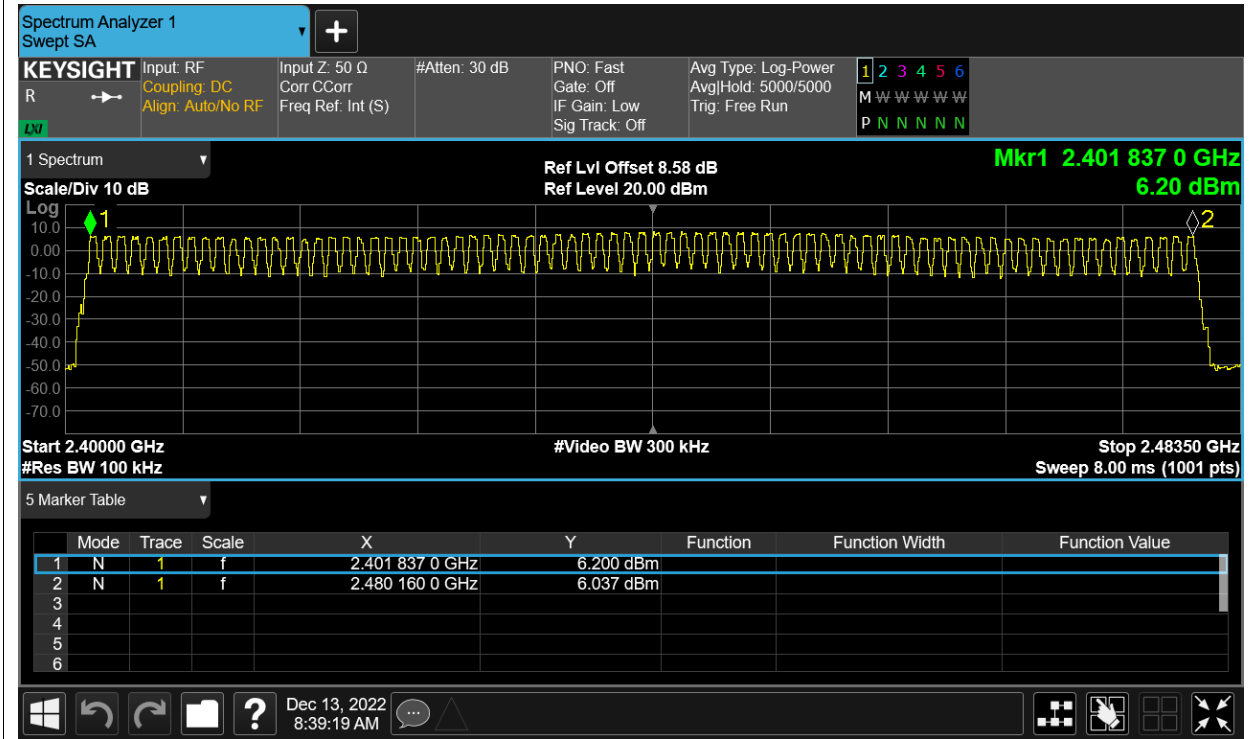 Spectrum Analyzer 1
Swept SA
+
KEYSIGHT Input: RF Input Z: 50 Ω #Atten: 30 dB PNO: Fast Avg Type: Log-Power 1 2 3 4 5 6
R Coupling: DC Corr CCorr Gate: Off Avg|Hold: 5000/5000 M W W W W W W
Align: Auto/No RF Freq Ref: Int (S) IF Gain: Low Trig: Free Run
LXI Sig Track: Off P N N N N N N
1 Spectrum Ref Lvl Offset 8.58 dB Mkr1 2.401 837 0 GHz
Scale/Div 10 dB Ref Level 20.00 dBm 6.20 dBm
Log
1 2
10.0
0.00
-10.0
-20.0
-30.0
-40.0
-50.0
-60.0
-70.0
Start 2.40000 GHz #Video BW 300 kHz Stop 2.48350 GHz
#Res BW 100 kHz Sweep 8.00 ms (1001 pts)
5 Marker Table
Mode Trace Scale X Y Function Function Width Function Value
1 N 1 f 2.401 837 0 GHz 6.200 dBm
2 N 1 f 2.480 160 0 GHz 6.037 dBm
3
4
5
6
? Dec 13, 2022
8:39:19 AM